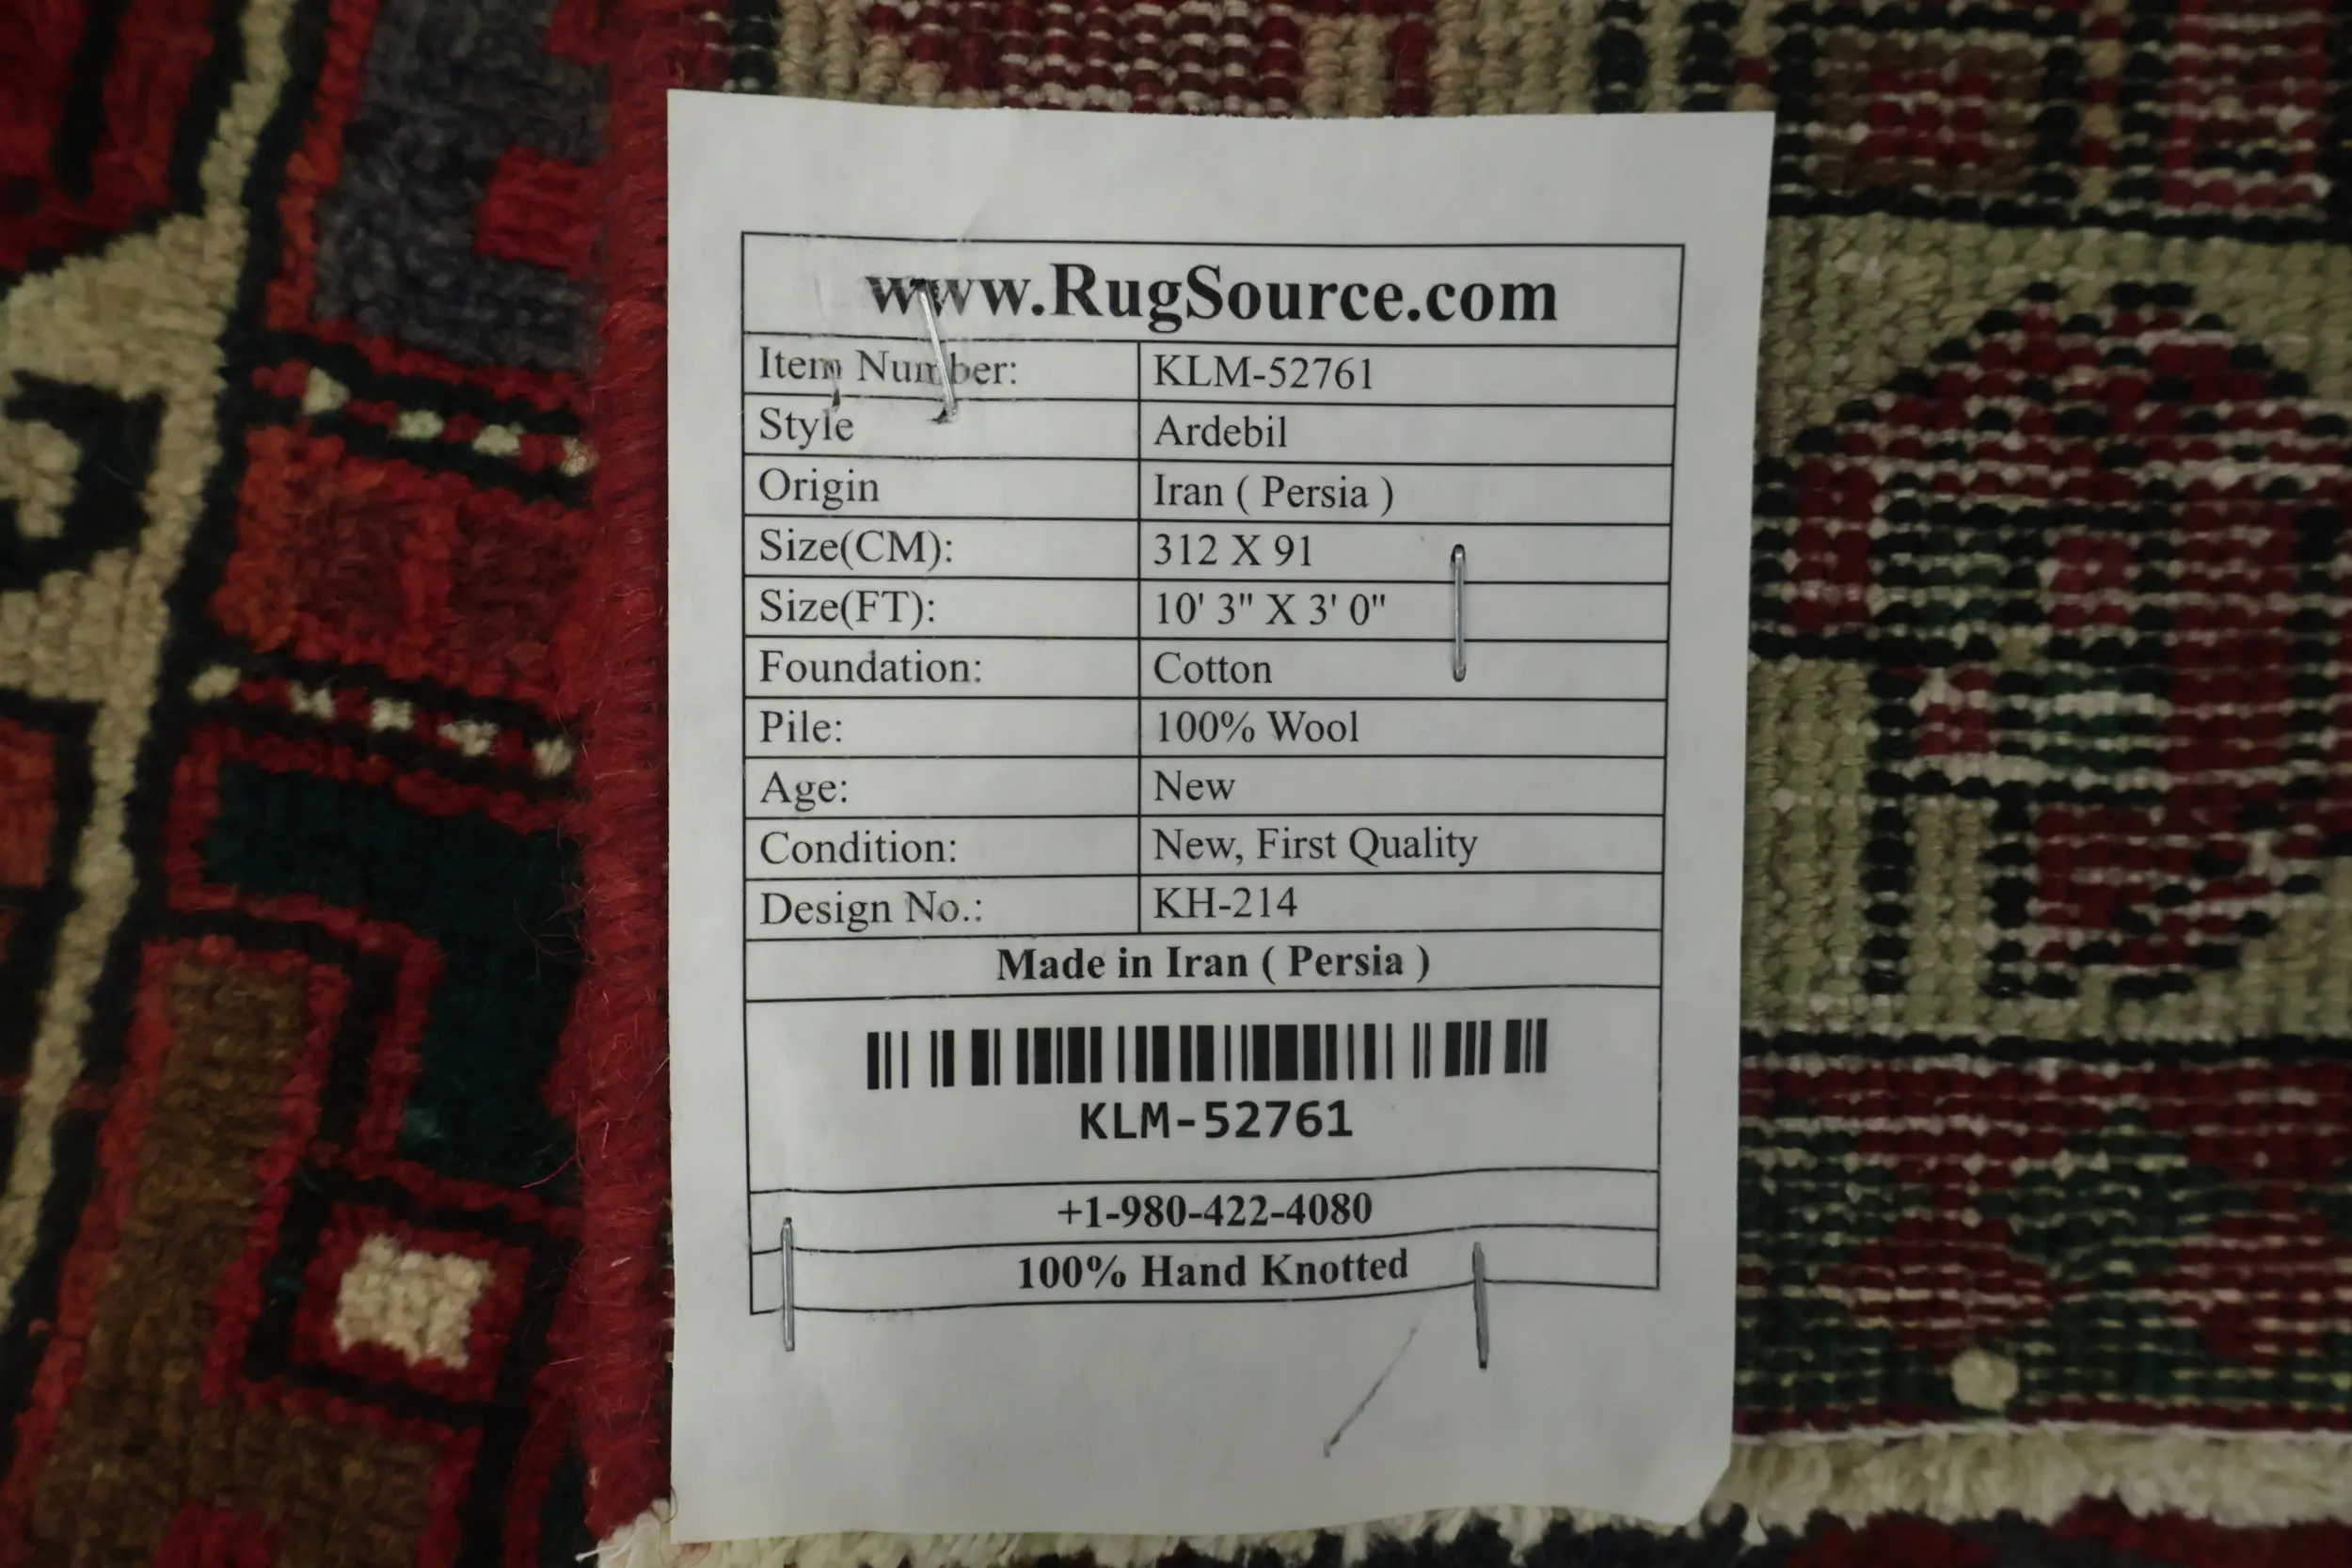 www.RugSource.com
Item Number: KLM-52761
Style Ardebil
Origin Iran ( Persia )
Size(CM): 312 X 91
Size(FT): 10' 3" X 3' 0"
Foundation: Cotton
Pile: 100% Wool
Age: New
Condition: New, First Quality
Design No.: KH-214
Made in Iran ( Persia )
KLM-52761
+1-980-422-4080
100% Hand Knotted